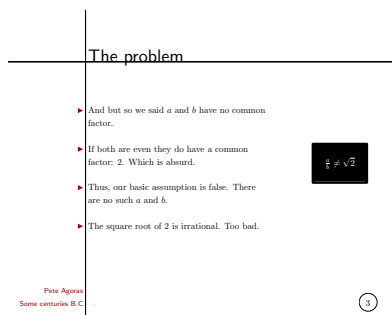 The problem
▶ And but so we said a and b have no common
factor.
▶ If both are even they do have a common
factor: 2. Which is absurd.
▶ Thus, our basic assumption is false. There
are no such a and b.
▶ The square root of 2 is irrational. Too bad.
a/b ≠ √2
Pete Agoras
Some centuries B.C.
3